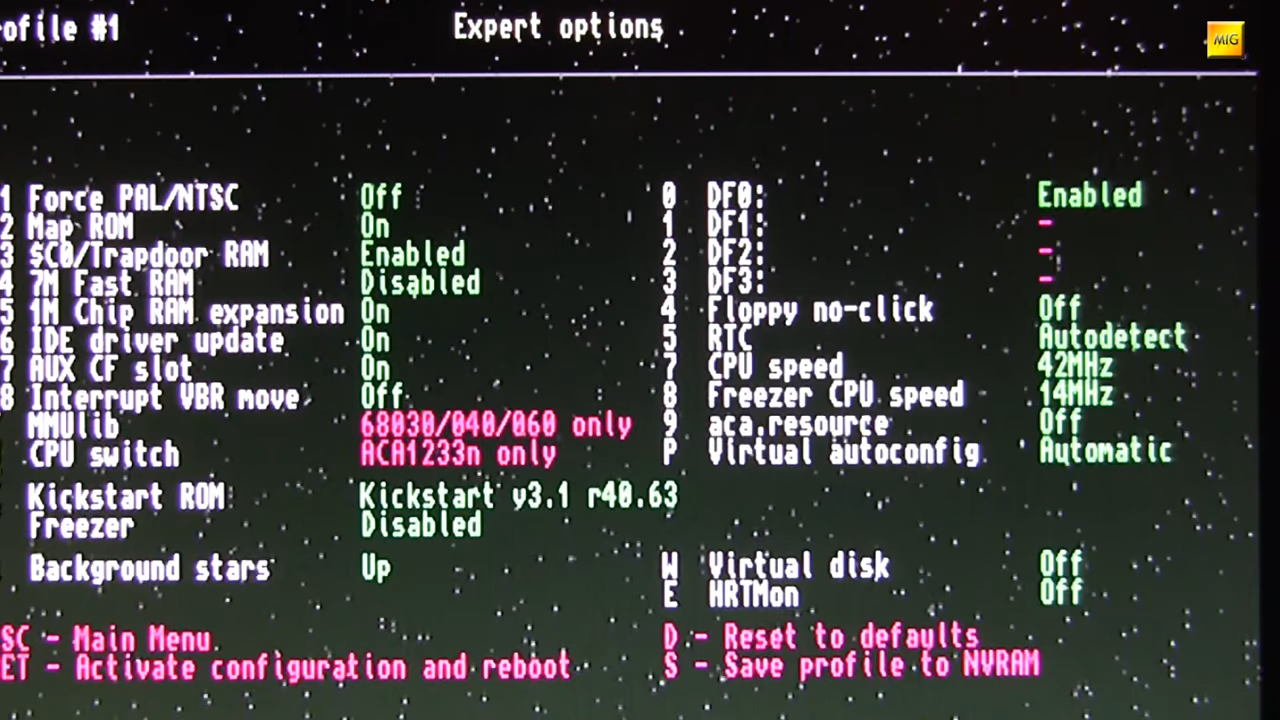 ofile #1 Expert options
MIG
1 Force PAL/NTSC Off 0 DF0: Enabled
2 Map ROM On 1 DF1: -
3 $C0/Trapdoor RAM Enabled 2 DF2: -
4 7M Fast RAM Disabled 3 DF3: -
5 1M Chip RAM expansion On 4 Floppy no-click Off
6 IDE driver update On 5 RTC Autodetect
7 AUX CF slot On 7 CPU speed 42MHz
8 Interrupt VBR move Off 8 Freezer CPU speed 14MHz
MMUlib 68030/040/060 only 9 aca.resource Off
CPU switch ACA1233n only P Virtual autoconfig Automatic
Kickstart ROM Kickstart v3.1 r40.63
Freezer Disabled
Background stars Up W Virtual disk Off
E HRTMon Off
SC - Main Menu D - Reset to defaults
ET - Activate configuration and reboot S - Save profile to NVRAM